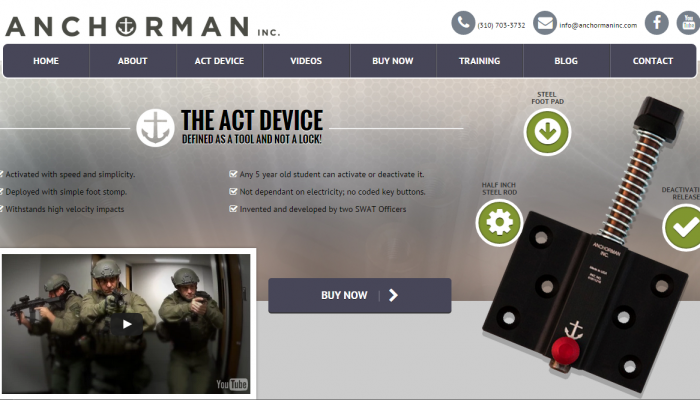 ANCHORMAN INC.
(310) 703-3732
info@anchormaninc.com
You Tube
HOME
ABOUT
ACT DEVICE
VIDEOS
BUY NOW
TRAINING
BLOG
CONTACT
THE ACT DEVICE
DEFINED AS A TOOL AND NOT A LOCK!
Activated with speed and simplicity.
Deployed with simple foot stomp.
Withstands high velocity impacts
Any 5 year old student can activate or deactivate it.
Not dependant on electricity; no coded key buttons.
Invented and developed by two SWAT Officers
STEEL
FOOT PAD
HALF INCH
STEEL ROD
DEACTIVATI
RELEASE
ANCHORMAN
INC.
BUY NOW
YouTube